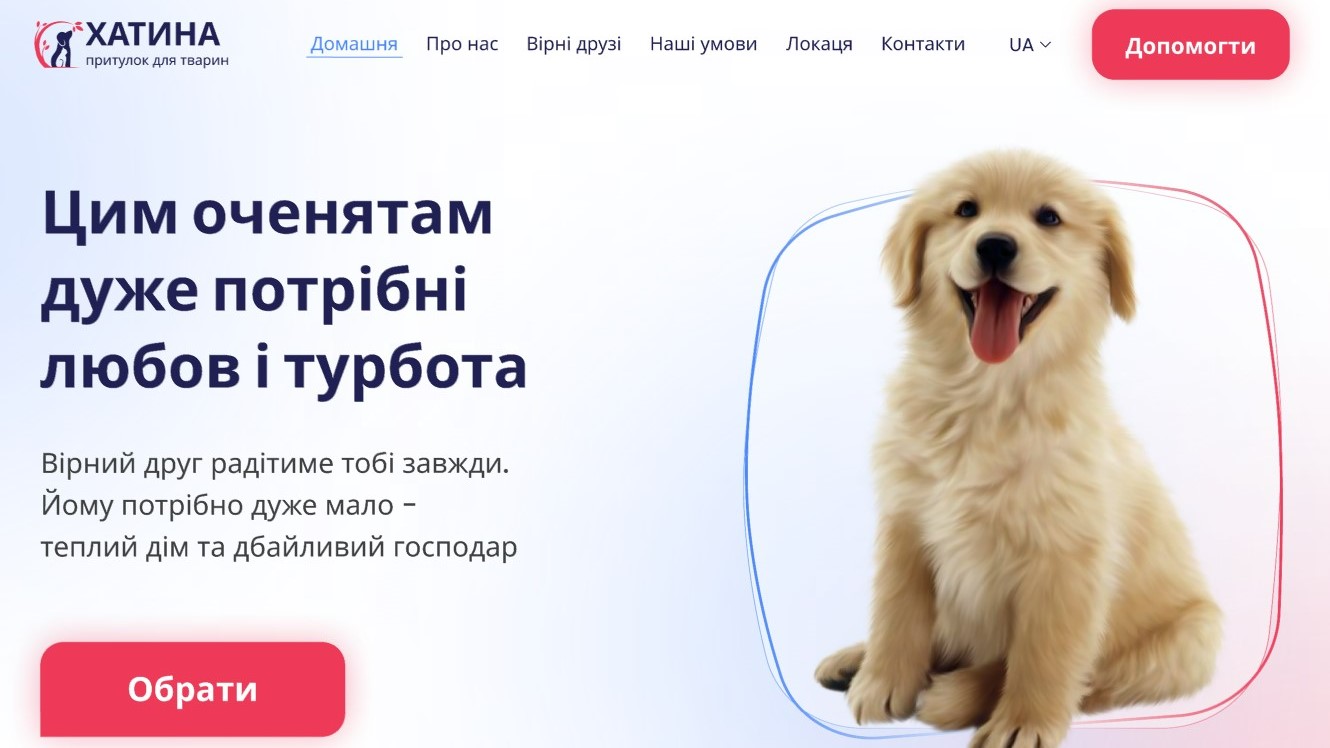 ХАТИНА
притулок для тварин
Домашня Про нас Вірні друзі Наші умови Локаця Контакти UA Допомогти
Цим оченятам
дуже потрібні
любов і турбота
Вірний друг радітиме тобі завжди.
Йому потрібно дуже мало –
теплий дім та дбайливий господар
Обрати